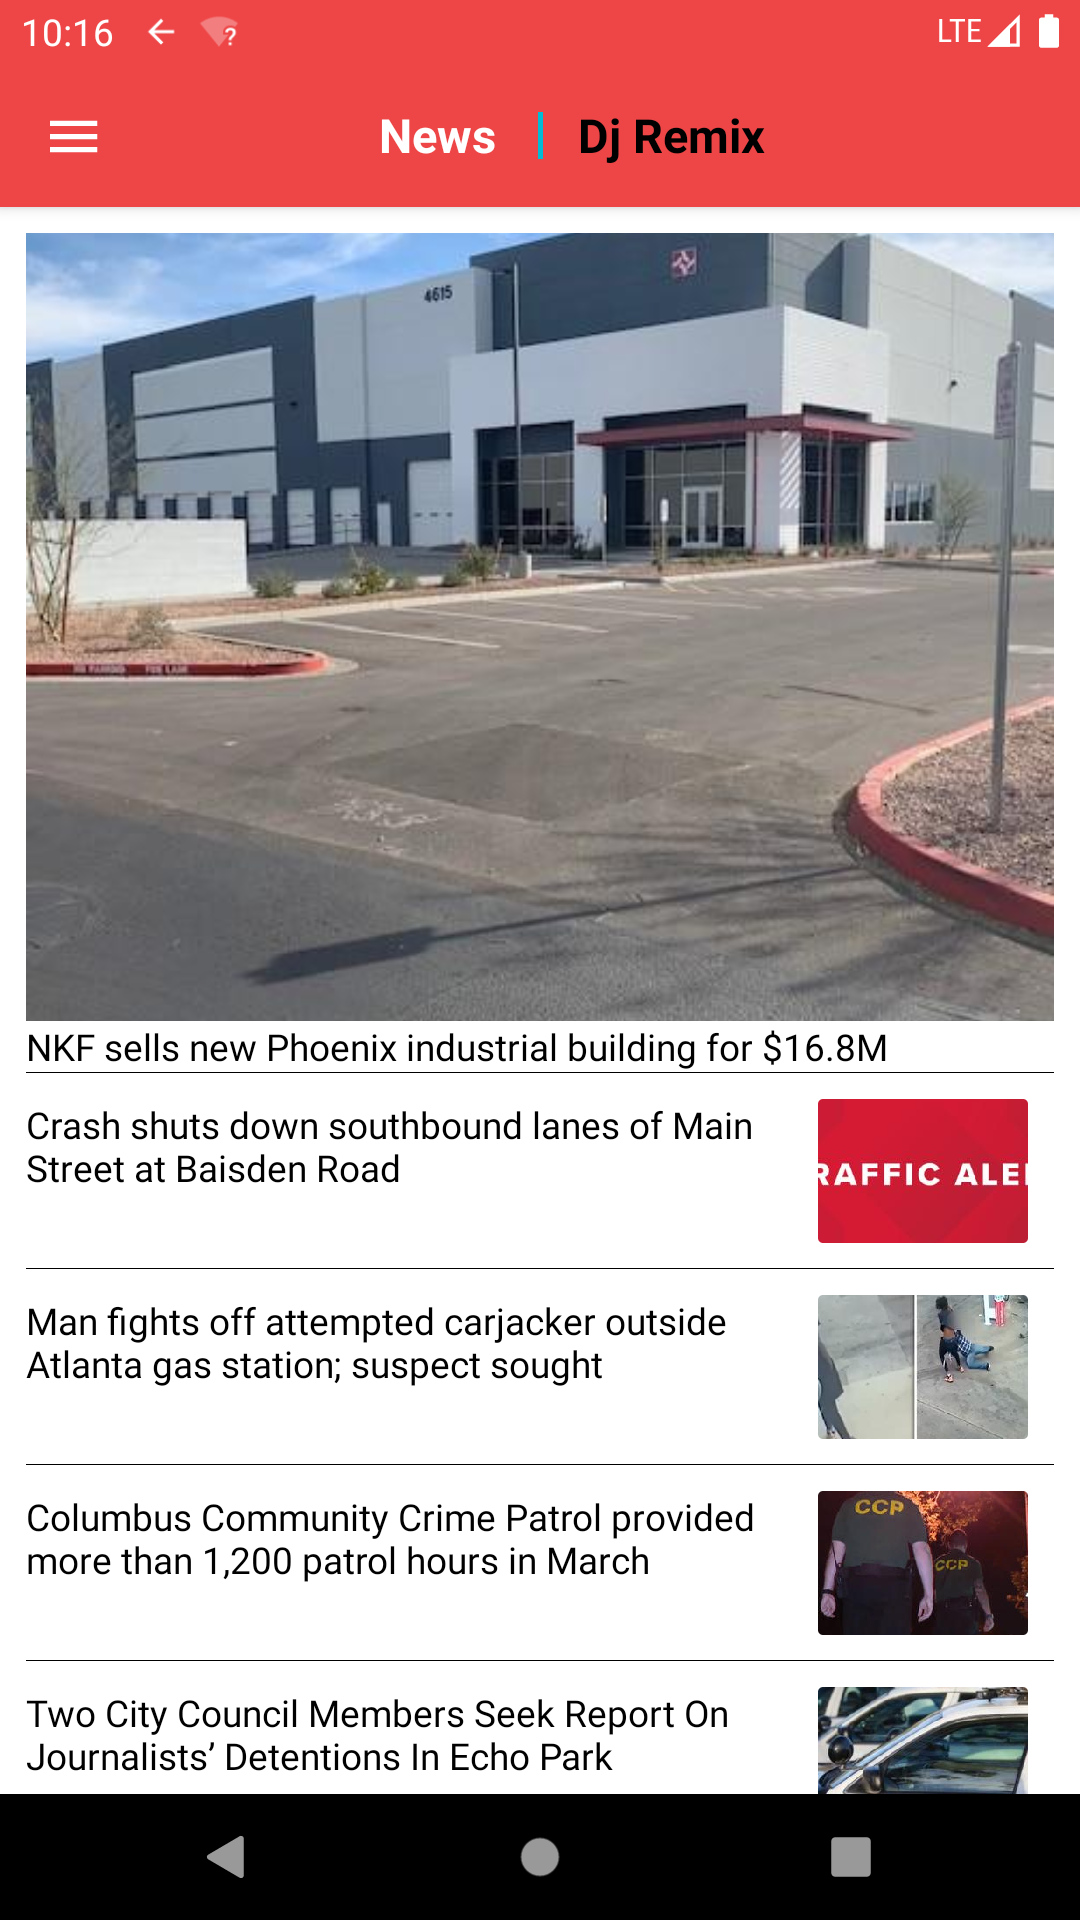 10:16
?
LTE
News
Dj Remix
4615
NKF sells new Phoenix industrial building for $16.8M
Crash shuts down southbound lanes of Main
Street at Baisden Road
RAFFIC ALE
Man fights off attempted carjacker outside
Atlanta gas station; suspect sought
Columbus Community Crime Patrol provided
more than 1,200 patrol hours in March
CCP
CCP
Two City Council Members Seek Report On
Journalists’ Detentions In Echo Park